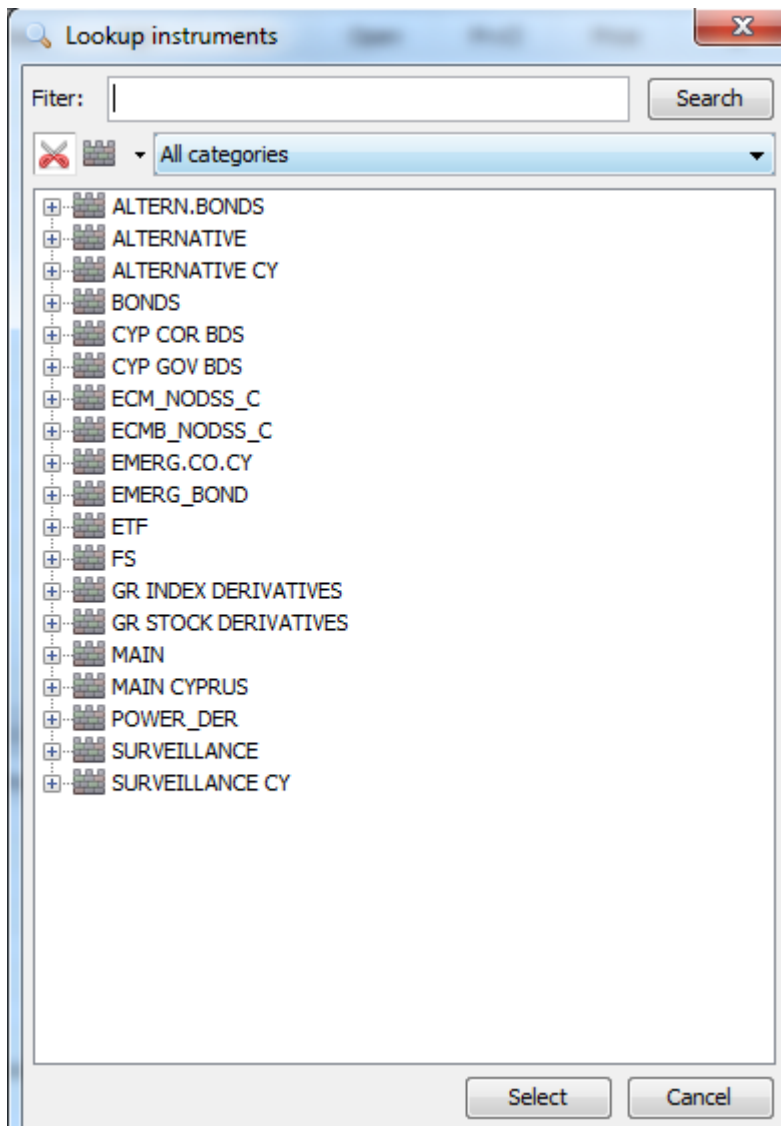 Lookup instruments
Fiter:
Search
All categories
ALTERN.BONDS
ALTERNATIVE
ALTERNATIVE CY
BONDS
CYP COR BDS
CYP GOV BDS
ECM_NODSS_C
ECMB_NODSS_C
EMERG.CO.CY
EMERG_BOND
ETF
FS
GR INDEX DERIVATIVES
GR STOCK DERIVATIVES
MAIN
MAIN CYPRUS
POWER_DER
SURVEILLANCE
SURVEILLANCE CY
Select Cancel